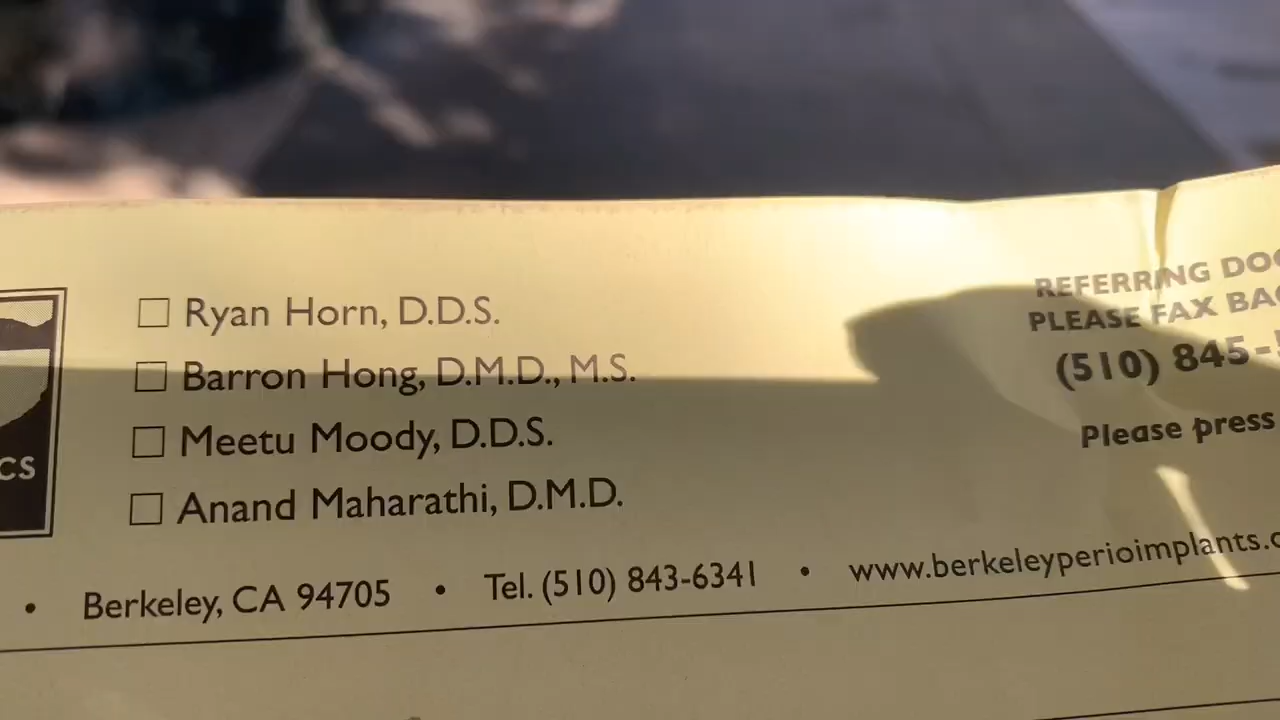 Ryan Horn, D.D.S.
Barron Hong, D.M.D., M.S.
Meetu Moody, D.D.S.
Anand Maharathi, D.M.D.
CS
REFERRING
PLEASE FAX
(510) 845-
Please press
• Berkeley, CA 94705 • Tel. (510) 843-6341 • www.berkeleyperioimplants.c